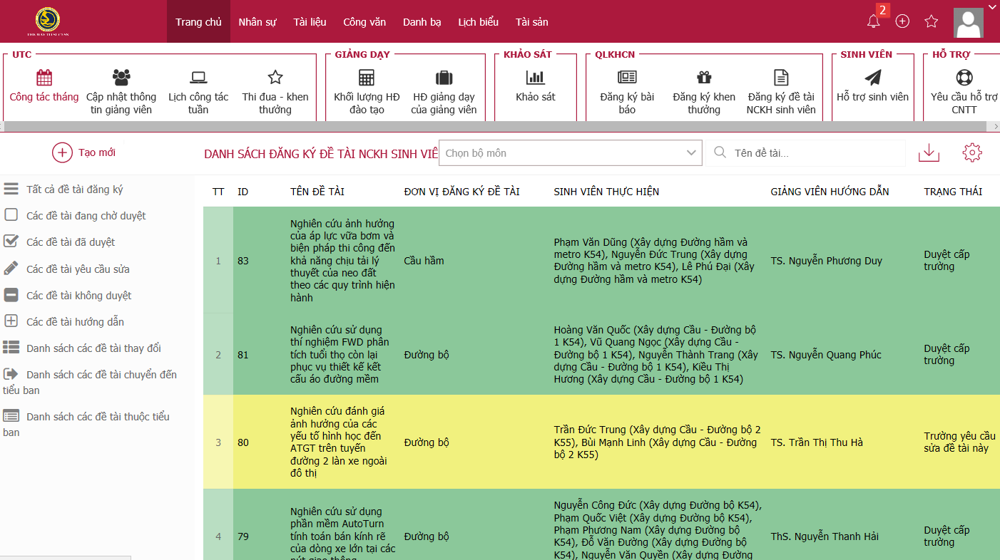 THE WAY TO SUCCESS
Trang chủ Nhân sự Tài liệu Công văn Danh bạ Lịch biểu Tài sản 2
UTC GIẢNG DẠY KHẢO SÁT QLKHCN SINH VIÊN HỖ TRỢ
Công tác tháng
Cập nhật thông
tin giảng viên
Lịch công tác
tuần
Thi đua - khen
thưởng
Khối lượng HĐ
đào tạo
HĐ giảng dạy
của giảng viên
Khảo sát
Đăng ký bài
báo
Đăng ký khen
thưởng
Đăng ký đề tài
NCKH sinh viên
Hỗ trợ sinh viên
Yêu cầu hỗ trợ
CNTT
Tạo mới
DANH SÁCH ĐĂNG KÝ ĐỀ TÀI NCKH SINH VIÊ
Chọn bộ môn
Tên đề tài...
Tất cả đề tài đăng ký
Các đề tài đang chờ duyệt
Các đề tài đã duyệt
Các đề tài yêu cầu sửa
Các đề tài không duyệt
Các đề tài hướng dẫn
Danh sách các đề tài thay đổi
Danh sách các đề tài chuyển đến
tiểu ban
Danh sách các đề tài thuộc tiểu
ban
TT ID TÊN ĐỀ TÀI ĐƠN VỊ ĐĂNG KÝ ĐỀ TÀI SINH VIÊN THỰC HIỆN GIẢNG VIÊN HƯỚNG DẪN TRẠNG THÁI
1
83
Nghiên cứu ảnh hưởng
của áp lực vữa bơm và
biện pháp thi công đến
khả năng chịu tải lý
thuyết của neo đất
theo các quy trình hiện
hành
Cầu hầm
Phạm Văn Dũng (Xây dựng Đường hầm và
metro K54), Nguyễn Đức Trung (Xây dựng
Đường hầm và metro K54), Lê Phú Đại (Xây
dựng Đường hầm và metro K54)
TS. Nguyễn Phương Duy
Duyệt cấp
trường
2
81
Nghiên cứu sử dụng
thí nghiệm FWD phân
tích tuổi thọ còn lại
phục vụ thiết kế kết
cấu áo đường mềm
Đường bộ
Hoàng Văn Quốc (Xây dựng Cầu - Đường bộ
1 K54), Vũ Quang Ngọc (Xây dựng Cầu -
Đường bộ 1 K54), Nguyễn Thành Trang (Xây
dựng Cầu - Đường bộ 1 K54), Kiều Thị
Hương (Xây dựng Cầu - Đường bộ 1 K54)
TS. Nguyễn Quang Phúc
Duyệt cấp
trường
3
80
Nghiên cứu đánh giá
ảnh hưởng của các
yếu tố hình học đến
ATGT trên tuyến
đường 2 làn xe ngoài
đô thị
Đường bộ
Trần Đức Trung (Xây dựng Cầu - Đường bộ 2
K55), Bùi Mạnh Linh (Xây dựng Cầu - Đường
bộ 2 K55)
TS. Trần Thị Thu Hà
Trường yêu cầu
sửa đề tài này
4
79
Nghiên cứu sử dụng
phần mềm AutoTurn
tính toán bán kính rẽ
của dòng xe lớn tại các
nút giao thông
Đường bộ
Nguyễn Công Đức (Xây dựng Đường bộ K54),
Phạm Quốc Việt (Xây dựng Đường bộ K54),
Phạm Phương Nam (Xây dựng Đường bộ
K54), Đỗ Văn Đường (Xây dựng Đường bộ
K54), Nguyễn Văn Quyền (Xây dựng Đường
ThS. Nguyễn Thanh Hải
Duyệt cấp
trường